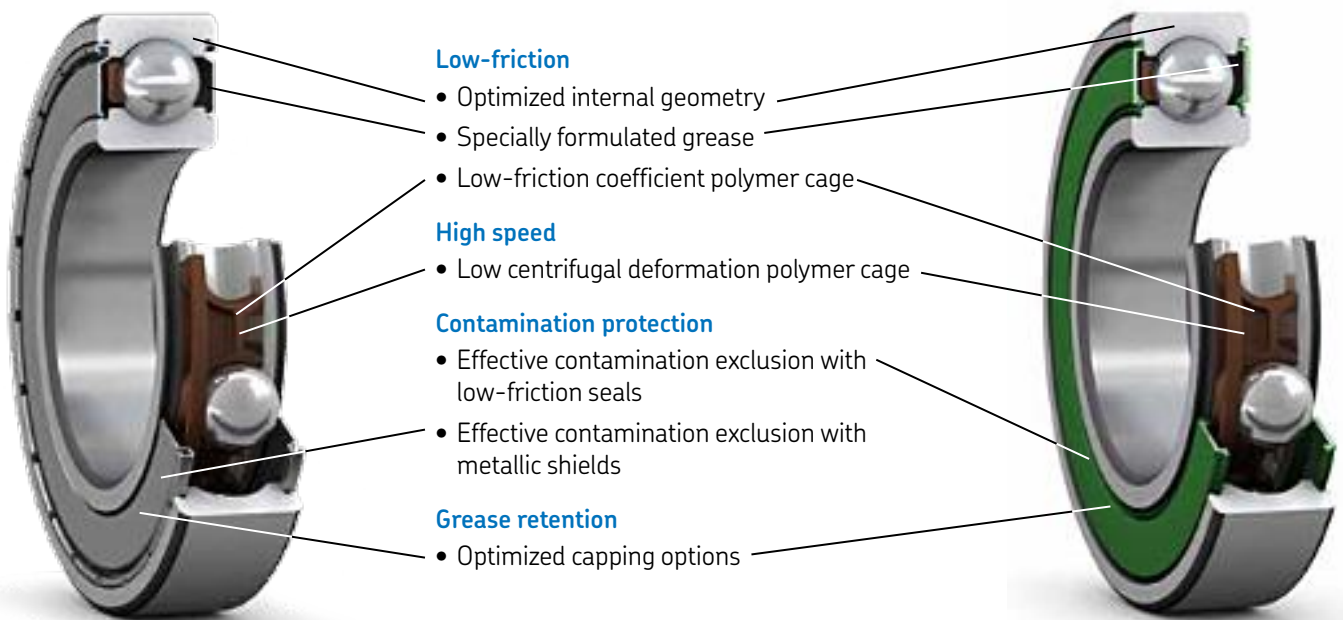 Low-friction
• Optimized internal geometry
• Specially formulated grease
• Low-friction coefficient polymer cage
High speed
• Low centrifugal deformation polymer cage
Contamination protection
• Effective contamination exclusion with
low-friction seals
• Effective contamination exclusion with
metallic shields
Grease retention
• Optimized capping options